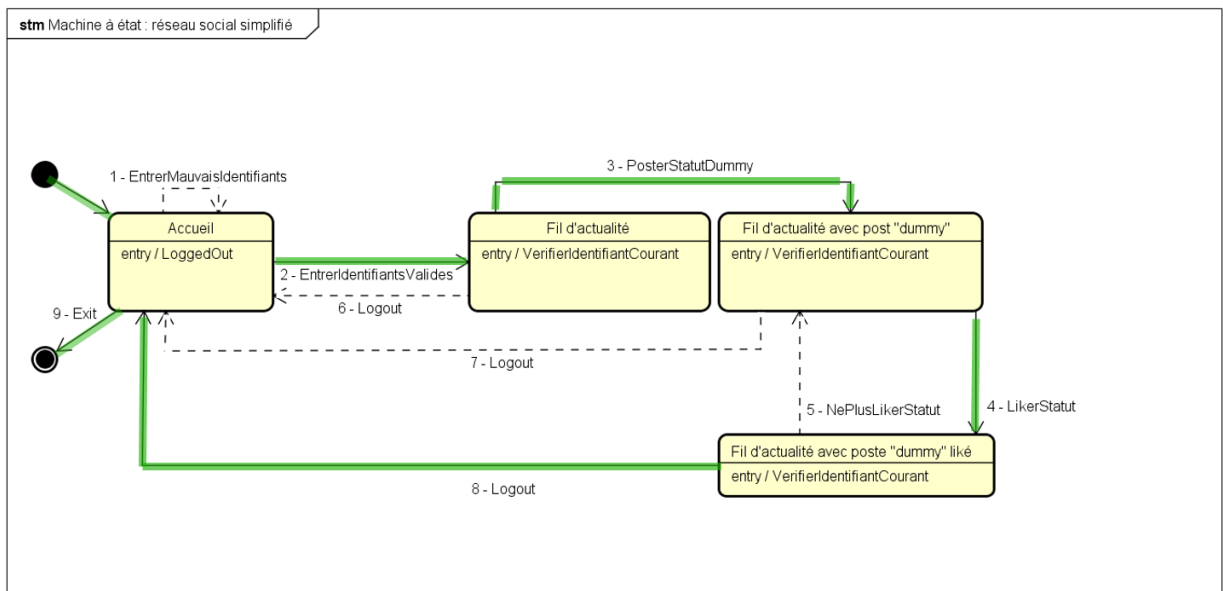 stm Machine à état : réseau social simplifié
1 - EntrerMauvaisIdentifiants
3 - PosterStatutDummy
Accueil
entry / LoggedOut
2 - EntrerIdentifiantsValides
Fil d'actualité
entry / VerifierIdentifiantCourant
Fil d'actualité avec post "dummy"
entry / VerifierIdentifiantCourant
6 - Logout
9 - Exit
7 - Logout
5 - NePlusLikerStatut
4 - LikerStatut
Fil d'actualité avec poste "dummy" liké
entry / VerifierIdentifiantCourant
8 - Logout